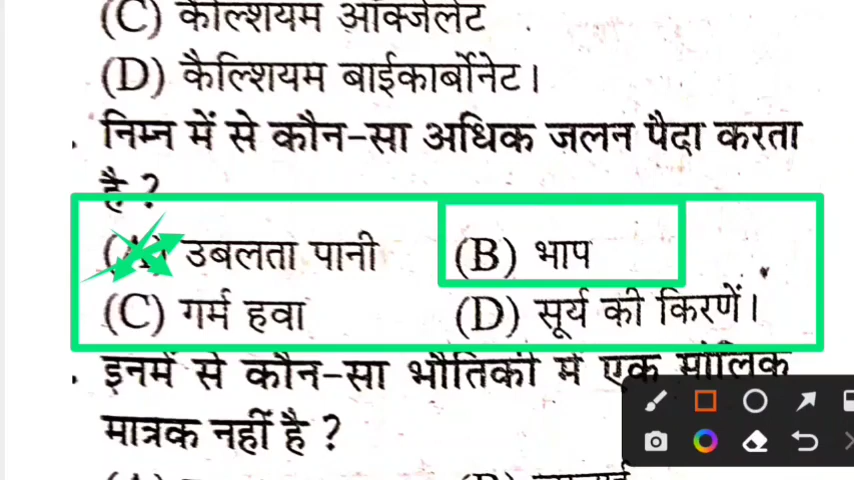 (C) कैल्शियम ऑक्जेलेट
(D) कैल्शियम बाईकार्बोनेट।
निम्न में से कौन-सा अधिक जलन पैदा करता
है ?
उबलता पानी (B) भाप
(C) गर्म हवा (D) सूर्य की किरणें।
इनमें से कौन-सा भौतिकी में एक मौलिक
मात्रक नहीं है ?